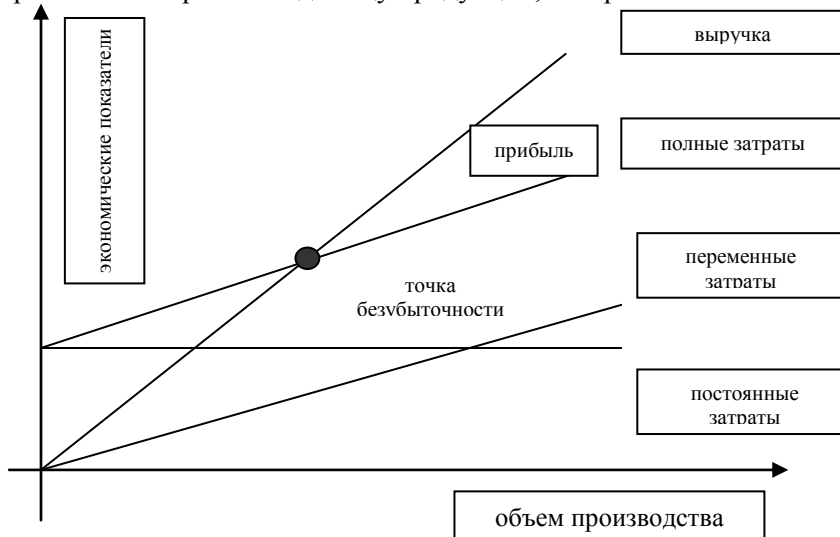 экономические показатели
выручка
прибыль
полные затраты
переменные
затраты
точка
безубыточности
постоянные
затраты
объем производства